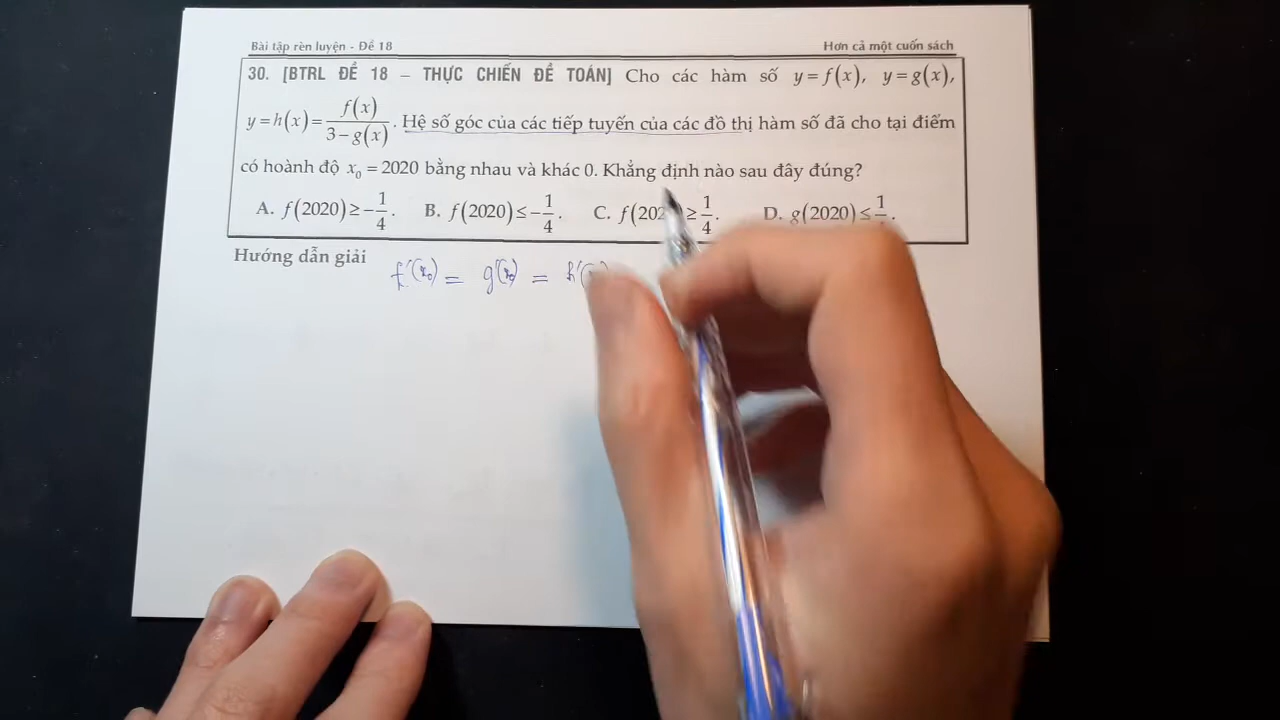 Bài tập rèn luyện - Đề 18 Hơn cả một cuốn sách
30. [BTRL ĐỀ 18 – THỰC CHIẾN ĐỀ TOÁN] Cho các hàm số y = f(x), y = g(x),
y = h(x) = f(x)/(3 − g(x)). Hệ số góc của các tiếp tuyến của các đồ thị hàm số đã cho tại điểm
có hoành độ x₀ = 2020 bằng nhau và khác 0. Khẳng định nào sau đây đúng?
A. f(2020) ≥ −1/4. B. f(2020) ≤ −1/4. C. f(202 ≥ 1/4. D. g(2020) ≤ 1/
Hướng dẫn giải f'(x₀) = g'(x₀) = h'(